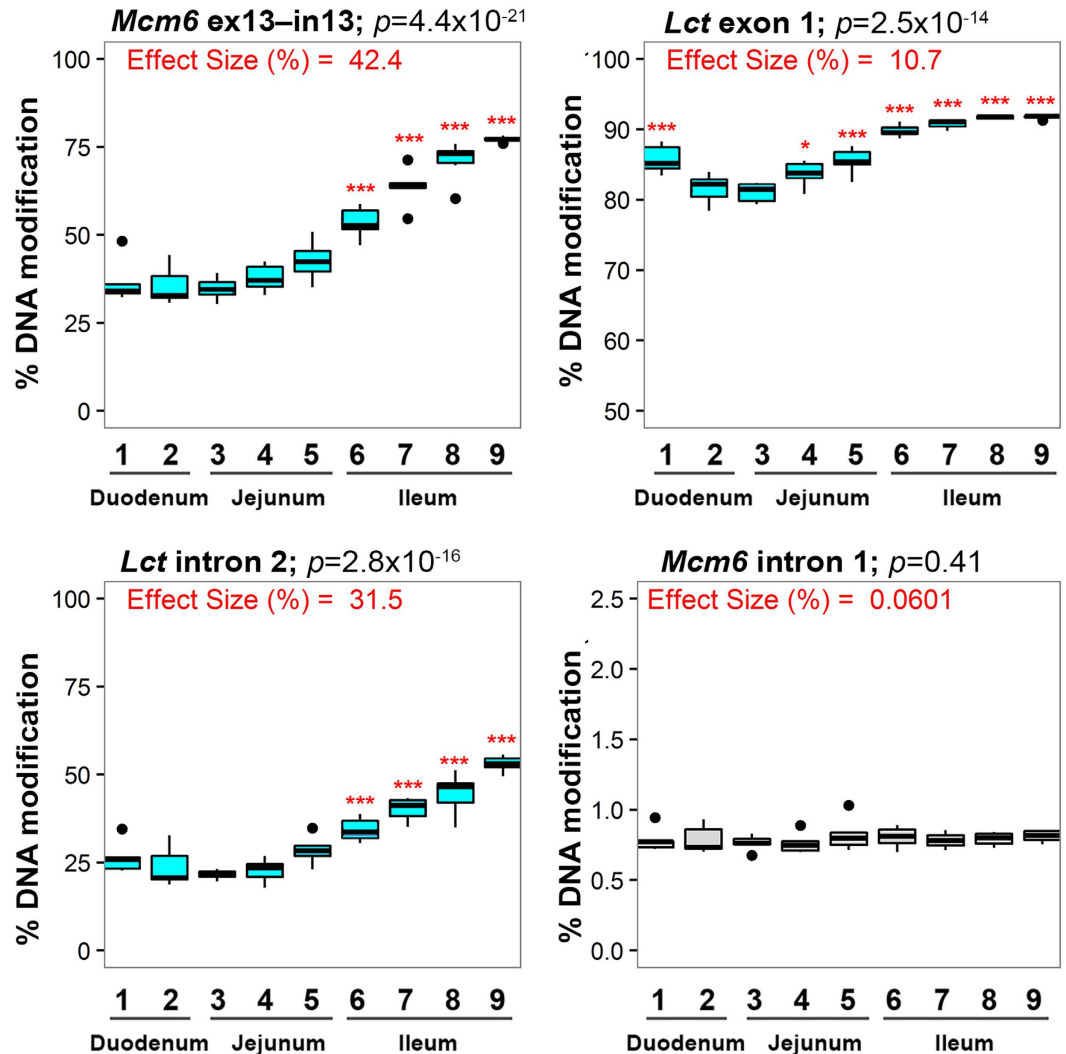 Mcm6 ex13–in13; p=4.4x10-21
Effect Size (%) = 42.4
% DNA modification
100
75
50
25
0
*** *** *** ***
1 2 3 4 5 6 7 8 9
Duodenum Jejunum Ileum
Lct exon 1; p=2.5x10-14
Effect Size (%) = 10.7
% DNA modification
100
90
80
70
60
50
*** * *** *** *** *** ***
1 2 3 4 5 6 7 8 9
Duodenum Jejunum Ileum
Lct intron 2; p=2.8x10-16
Effect Size (%) = 31.5
% DNA modification
100
75
50
25
0
*** *** *** ***
1 2 3 4 5 6 7 8 9
Duodenum Jejunum Ileum
Mcm6 intron 1; p=0.41
Effect Size (%) = 0.0601
% DNA modification
2.5
2.0
1.5
1.0
0.5
0.0
1 2 3 4 5 6 7 8 9
Duodenum Jejunum Ileum